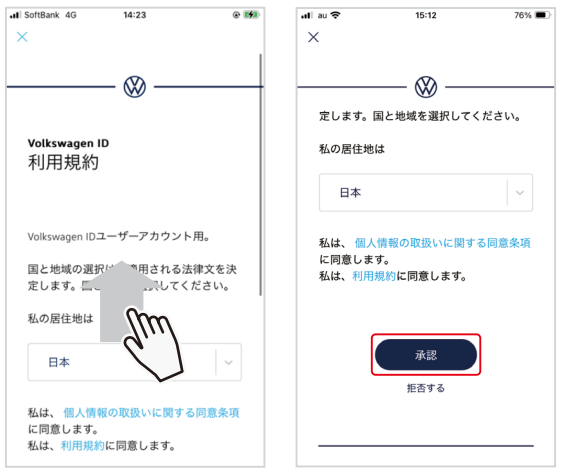 SoftBank 4G 14:23
Volkswagen ID
利用規約
Volkswagen IDユーザーアカウント用。
国と地域の選択は 用される法律文を決
定します。国 してください。
私の居住地は
日本
私は、 個人情報の取扱いに関する同意条項
に同意します。
私は、利用規約に同意します。
au 15:12 76%
定します。国と地域を選択してください。
私の居住地は
日本
私は、 個人情報の取扱いに関する同意条項
に同意します。
私は、利用規約に同意します。
承認
拒否する